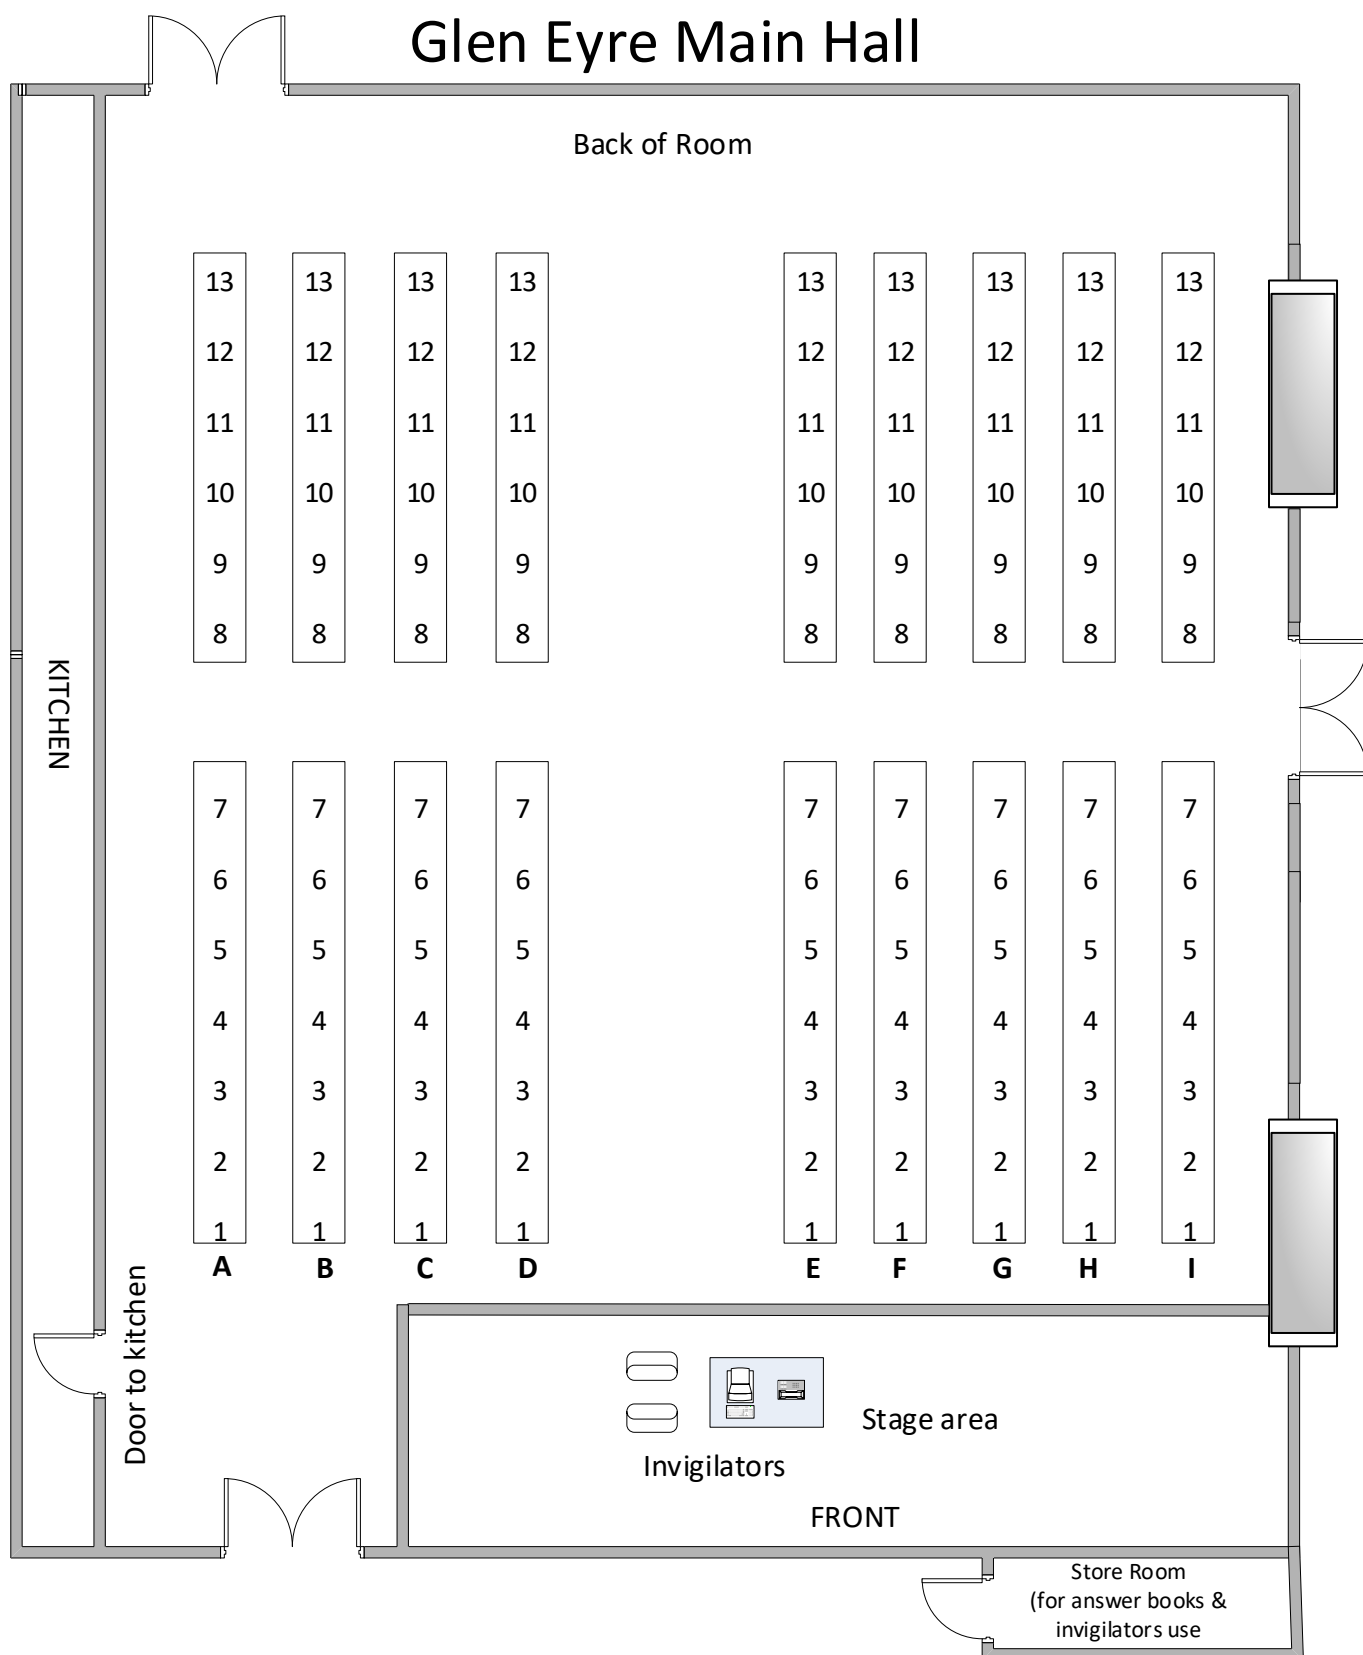 Glen Eyre Main Hall
Back of Room
13 13 13 13 13 13 13 13 13
12 12 12 12 12 12 12 12 12
11 11 11 11 11 11 11 11 11
10 10 10 10 10 10 10 10 10
9 9 9 9 9 9 9 9 9
8 8 8 8 8 8 8 8 8
KITCHEN
7 7 7 7 7 7 7 7 7
6 6 6 6 6 6 6 6 6
5 5 5 5 5 5 5 5 5
4 4 4 4 4 4 4 4 4
3 3 3 3 3 3 3 3 3
2 2 2 2 2 2 2 2 2
1 1 1 1 1 1 1 1 1
A B C D E F G H I
Door to kitchen
Stage area
Invigilators
FRONT
Store Room
(for answer books &
invigilators use